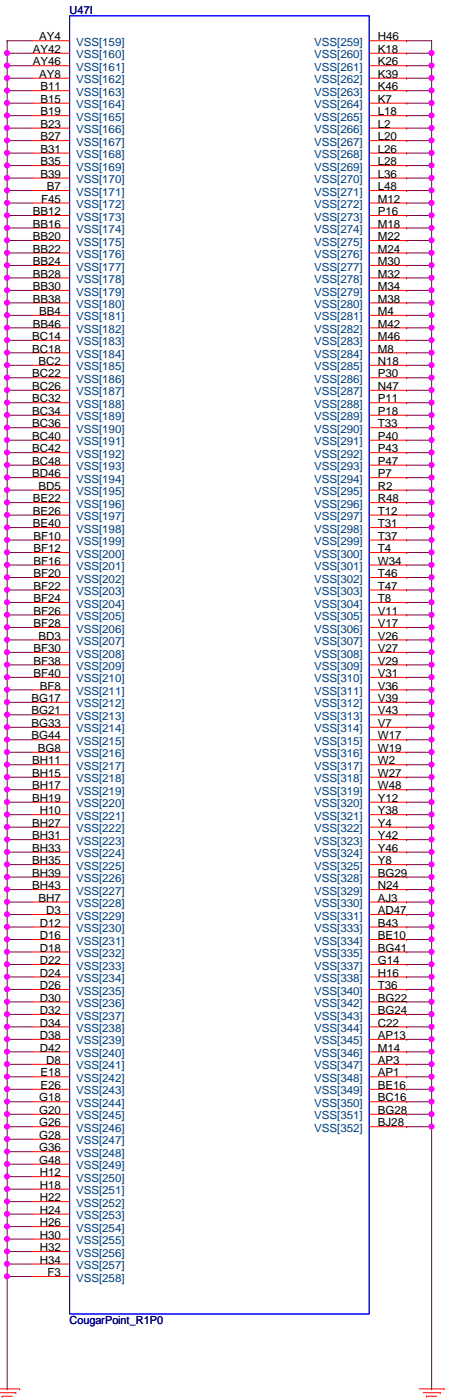 U47I
AY4 VSS[159]
AY42 VSS[160]
AY46 VSS[161]
AY8 VSS[162]
B11 VSS[163]
B15 VSS[164]
B19 VSS[165]
B23 VSS[166]
B27 VSS[167]
B31 VSS[168]
B35 VSS[169]
B39 VSS[170]
B7 VSS[171]
F45 VSS[172]
BB12 VSS[173]
BB16 VSS[174]
BB20 VSS[175]
BB22 VSS[176]
BB24 VSS[177]
BB28 VSS[178]
BB30 VSS[179]
BB38 VSS[180]
BB4 VSS[181]
BB46 VSS[182]
BC14 VSS[183]
BC18 VSS[184]
BC2 VSS[185]
BC22 VSS[186]
BC26 VSS[187]
BC32 VSS[188]
BC34 VSS[189]
BC36 VSS[190]
BC40 VSS[191]
BC42 VSS[192]
BC48 VSS[193]
BD46 VSS[194]
BD5 VSS[195]
BE22 VSS[196]
BE26 VSS[197]
BE40 VSS[198]
BF10 VSS[199]
BF12 VSS[200]
BF16 VSS[201]
BF20 VSS[202]
BF22 VSS[203]
BF24 VSS[204]
BF26 VSS[205]
BF28 VSS[206]
BD3 VSS[207]
BF30 VSS[208]
BF38 VSS[209]
BF40 VSS[210]
BF8 VSS[211]
BG17 VSS[212]
BG21 VSS[213]
BG33 VSS[214]
BG44 VSS[215]
BG8 VSS[216]
BH11 VSS[217]
BH15 VSS[218]
BH17 VSS[219]
BH19 VSS[220]
H10 VSS[221]
BH27 VSS[222]
BH31 VSS[223]
BH33 VSS[224]
BH35 VSS[225]
BH39 VSS[226]
BH43 VSS[227]
BH7 VSS[228]
D3 VSS[229]
D12 VSS[230]
D16 VSS[231]
D18 VSS[232]
D22 VSS[233]
D24 VSS[234]
D26 VSS[235]
D30 VSS[236]
D32 VSS[237]
D34 VSS[238]
D38 VSS[239]
D42 VSS[240]
D8 VSS[241]
E18 VSS[242]
E26 VSS[243]
G18 VSS[244]
G20 VSS[245]
G26 VSS[246]
G28 VSS[247]
G36 VSS[248]
G48 VSS[249]
H12 VSS[250]
H18 VSS[251]
H22 VSS[252]
H24 VSS[253]
H26 VSS[254]
H30 VSS[255]
H32 VSS[256]
H34 VSS[257]
F3 VSS[258]
VSS[259] H46
VSS[260] K18
VSS[261] K26
VSS[262] K39
VSS[263] K46
VSS[264] K7
VSS[265] L18
VSS[266] L2
VSS[267] L20
VSS[268] L26
VSS[269] L28
VSS[270] L36
VSS[271] L48
VSS[272] M12
VSS[273] P16
VSS[274] M18
VSS[275] M22
VSS[276] M24
VSS[277] M30
VSS[278] M32
VSS[279] M34
VSS[280] M38
VSS[281] M4
VSS[282] M42
VSS[283] M46
VSS[284] M8
VSS[285] N18
VSS[286] P30
VSS[287] N47
VSS[288] P11
VSS[289] P18
VSS[290] T33
VSS[291] P40
VSS[292] P43
VSS[293] P47
VSS[294] P7
VSS[295] R2
VSS[296] R48
VSS[297] T12
VSS[298] T31
VSS[299] T37
VSS[300] T4
VSS[301] W34
VSS[302] T46
VSS[303] T47
VSS[304] T8
VSS[305] V11
VSS[306] V17
VSS[307] V26
VSS[308] V27
VSS[309] V29
VSS[310] V31
VSS[311] V36
VSS[312] V39
VSS[313] V43
VSS[314] V7
VSS[315] W17
VSS[316] W19
VSS[317] W2
VSS[318] W27
VSS[319] W48
VSS[320] Y12
VSS[321] Y38
VSS[322] Y4
VSS[323] Y42
VSS[324] Y46
VSS[325] Y8
VSS[328] BG29
VSS[329] N24
VSS[330] AJ3
VSS[331] AD47
VSS[333] B43
VSS[334] BE10
VSS[335] BG41
VSS[337] G14
VSS[338] H16
VSS[340] T36
VSS[342] BG22
VSS[343] BG24
VSS[344] C22
VSS[345] AP13
VSS[346] M14
VSS[347] AP3
VSS[348] AP1
VSS[349] BE16
VSS[350] BC16
VSS[351] BG28
VSS[352] BJ28
CougarPoint_R1P0